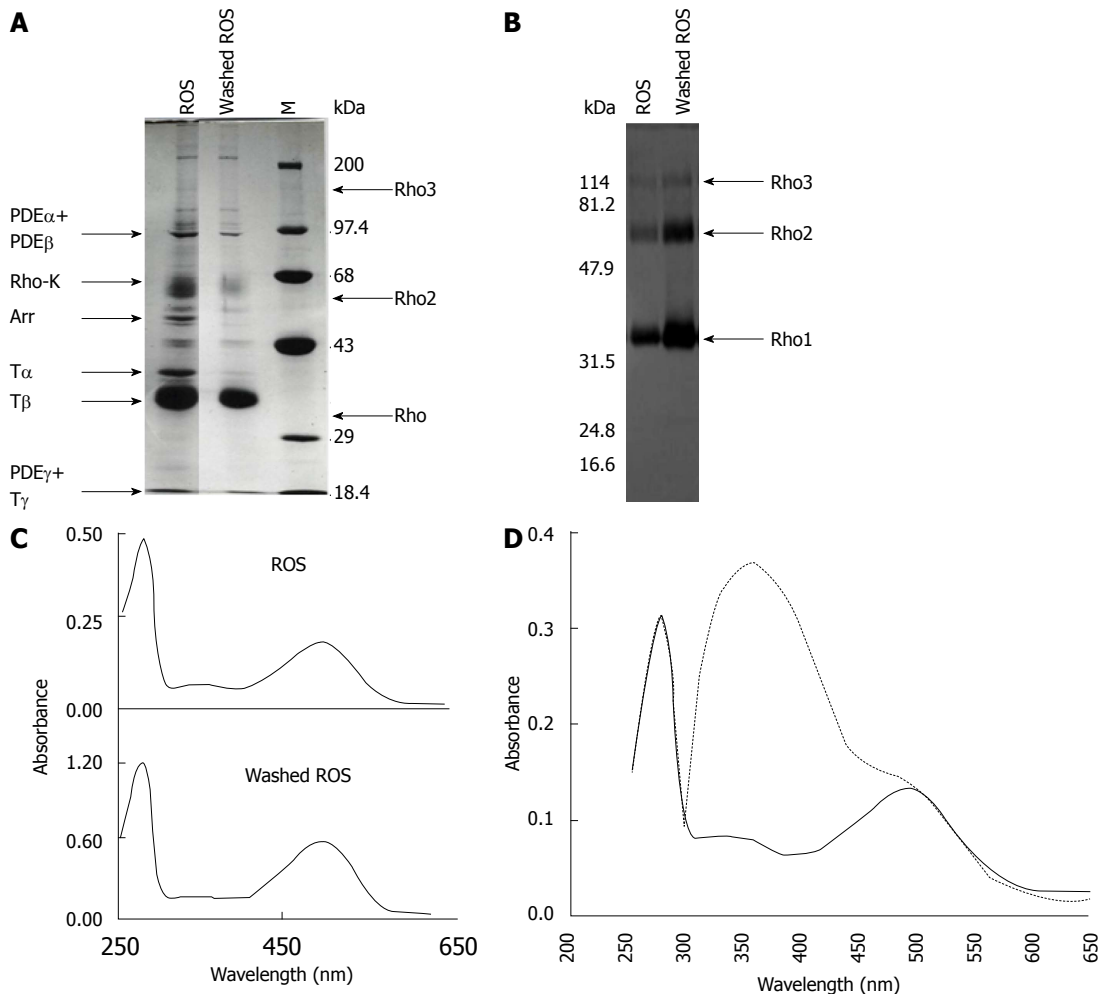 A
ROS
Washed ROS
M
kDa
200
Rho3
PDEα+
PDEβ
97.4
Rho-K
68
Rho2
Arr
43
Tα
Tβ
Rho
29
PDEγ+
Tγ
18.4
B
ROS
Washed ROS
kDa
114
Rho3
81.2
Rho2
47.9
Rho1
31.5
24.8
16.6
C
0.50
ROS
0.25
0.00
Absorbance
1.20
Washed ROS
0.60
0.00
250 450 650
Wavelength (nm)
D
0.4
0.3
0.2
0.1
0.0
Absorbance
200 250 300 350 400 450 500 550 600 650
Wavelength (nm)